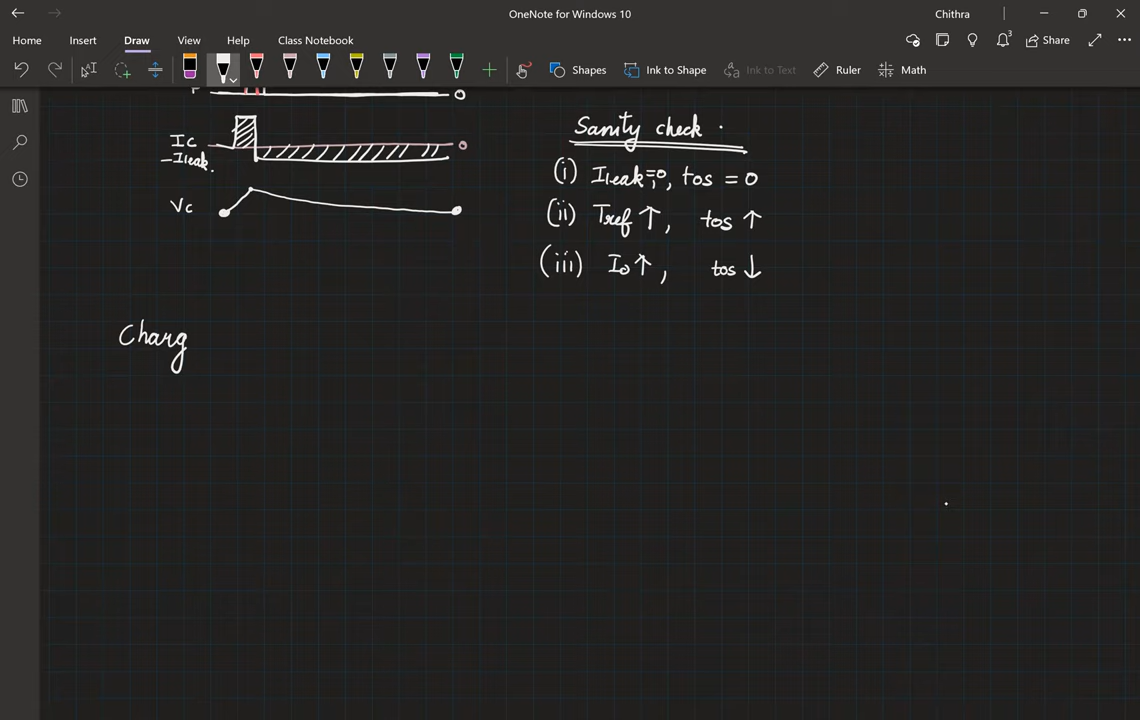 OneNote for Windows 10
Chithra
Home Insert Draw View Help Class Notebook
Share
Shapes Ink to Shape Ink to Text Ruler Math
Ic
-Ileak
Vc
Sanity check
(i) Ileak=0, tos = 0
(ii) Tref ↑, tos ↑
(iii) Io ↑, tos ↓
Charg